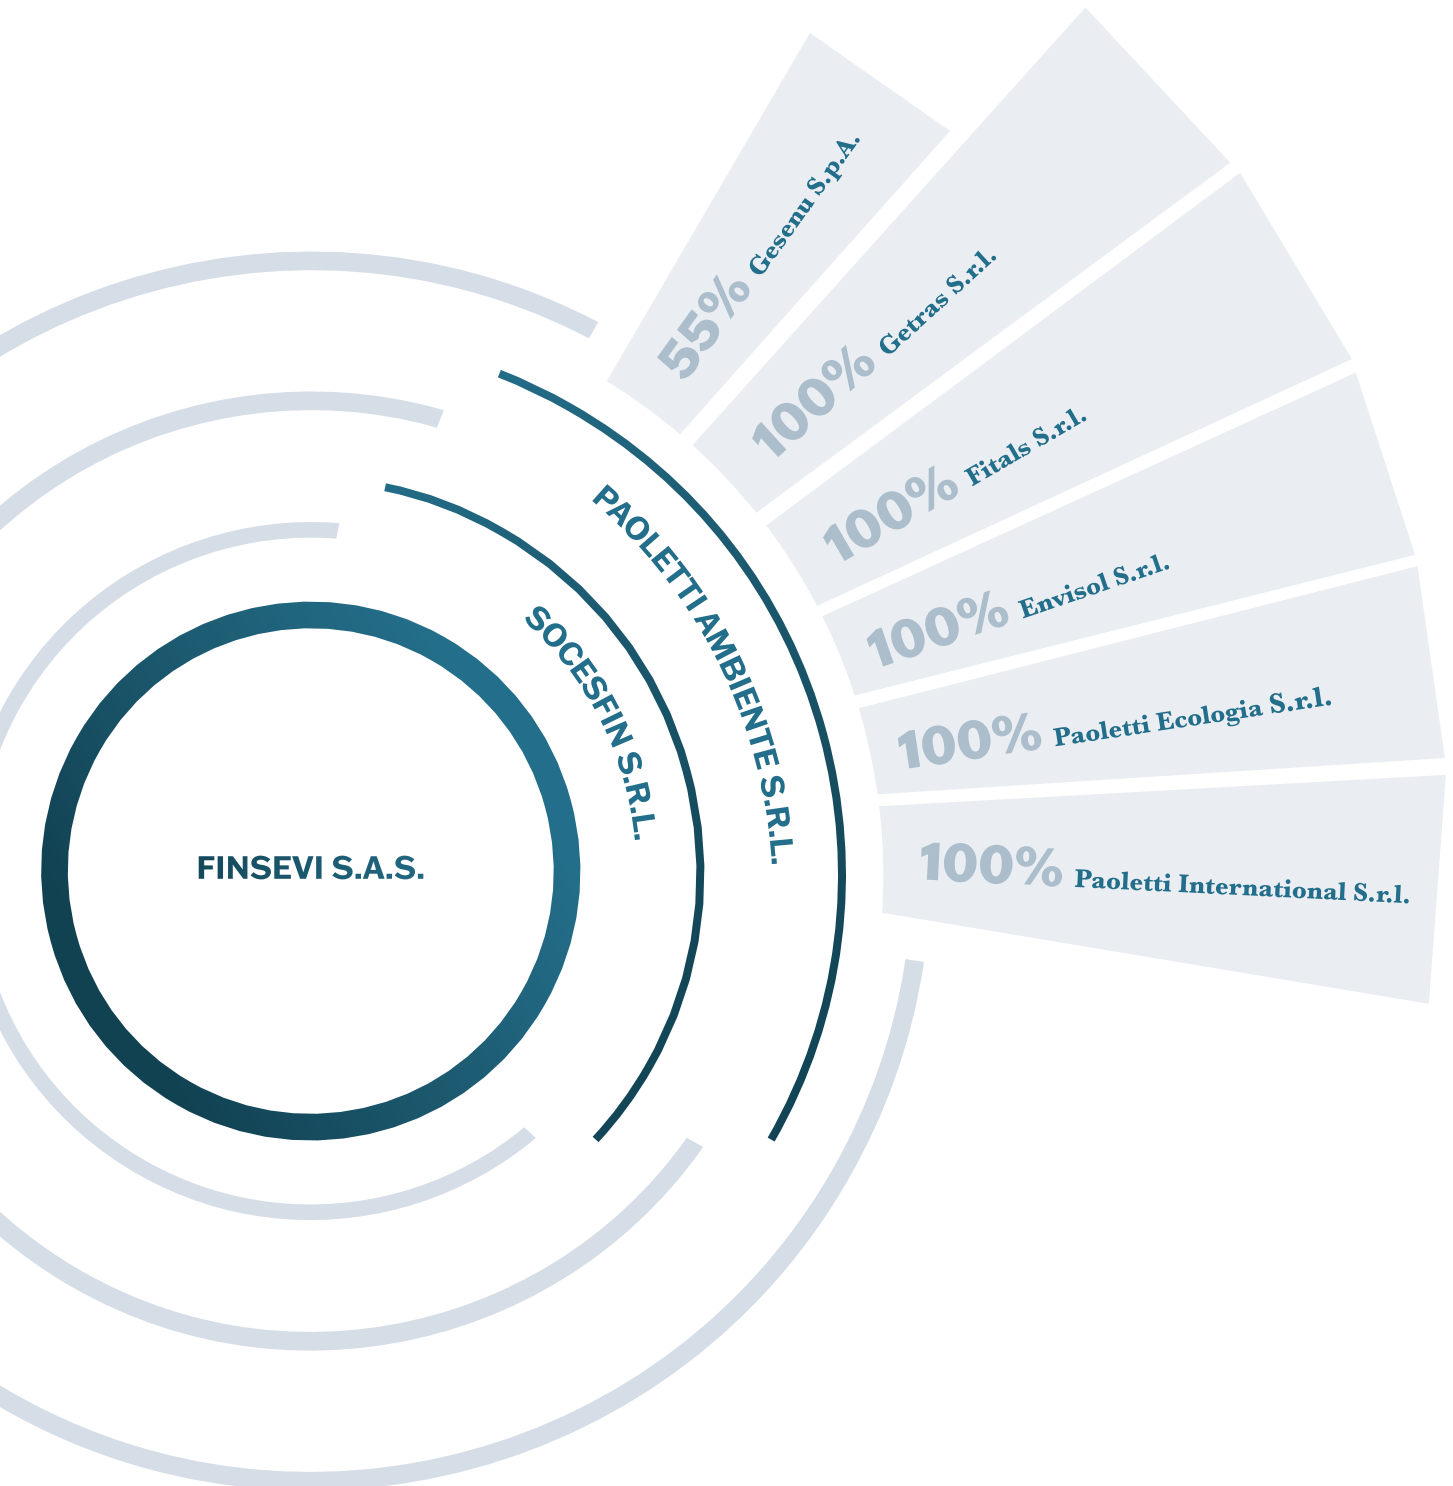 FINSEVI S.A.S.
SOCESFIN S.R.L.
PAOLETTI AMBIENTE S.R.L.
55% Gesenu S.p.A.
100% Getras S.r.l.
100% Fitals S.r.l.
100% Envisol S.r.l.
100% Paoletti Ecologia S.r.l.
100% Paoletti International S.r.l.